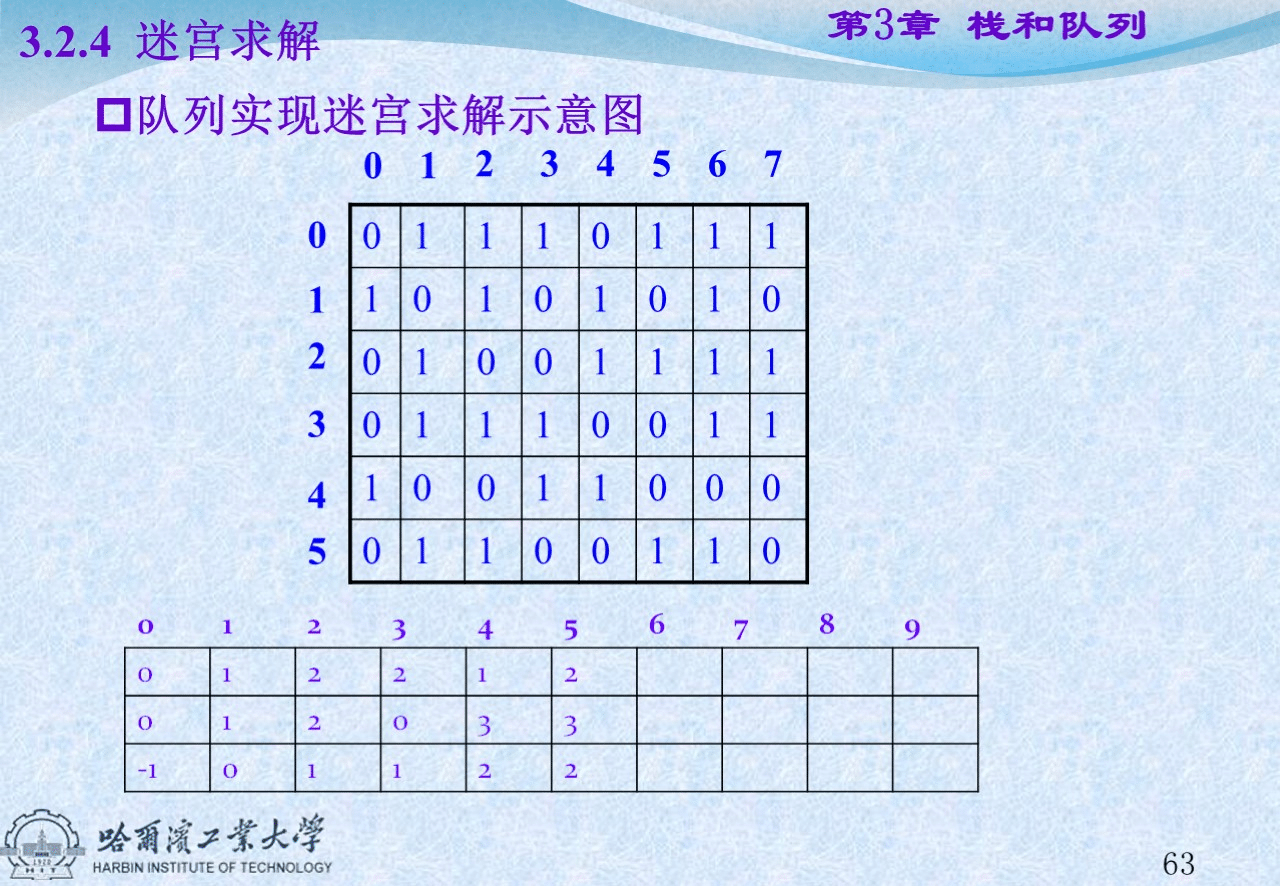 3.2.4 迷宫求解
第3章 栈和队列
队列实现迷宫求解示意图
0 1 2 3 4 5 6 7
0 0 1 1 1 0 1 1 1
1 1 0 1 0 1 0 1 0
2 0 1 0 0 1 1 1 1
3 0 1 1 1 0 0 1 1
4 1 0 0 1 1 0 0 0
5 0 1 1 0 0 1 1 0
0 1 2 3 4 5 6 7 8 9
0 1 2 2 1 2
0 1 2 0 3 3
-1 0 1 1 2 2
哈爾濱工業大學
HARBIN INSTITUTE OF TECHNOLOGY
1920
HIT
63